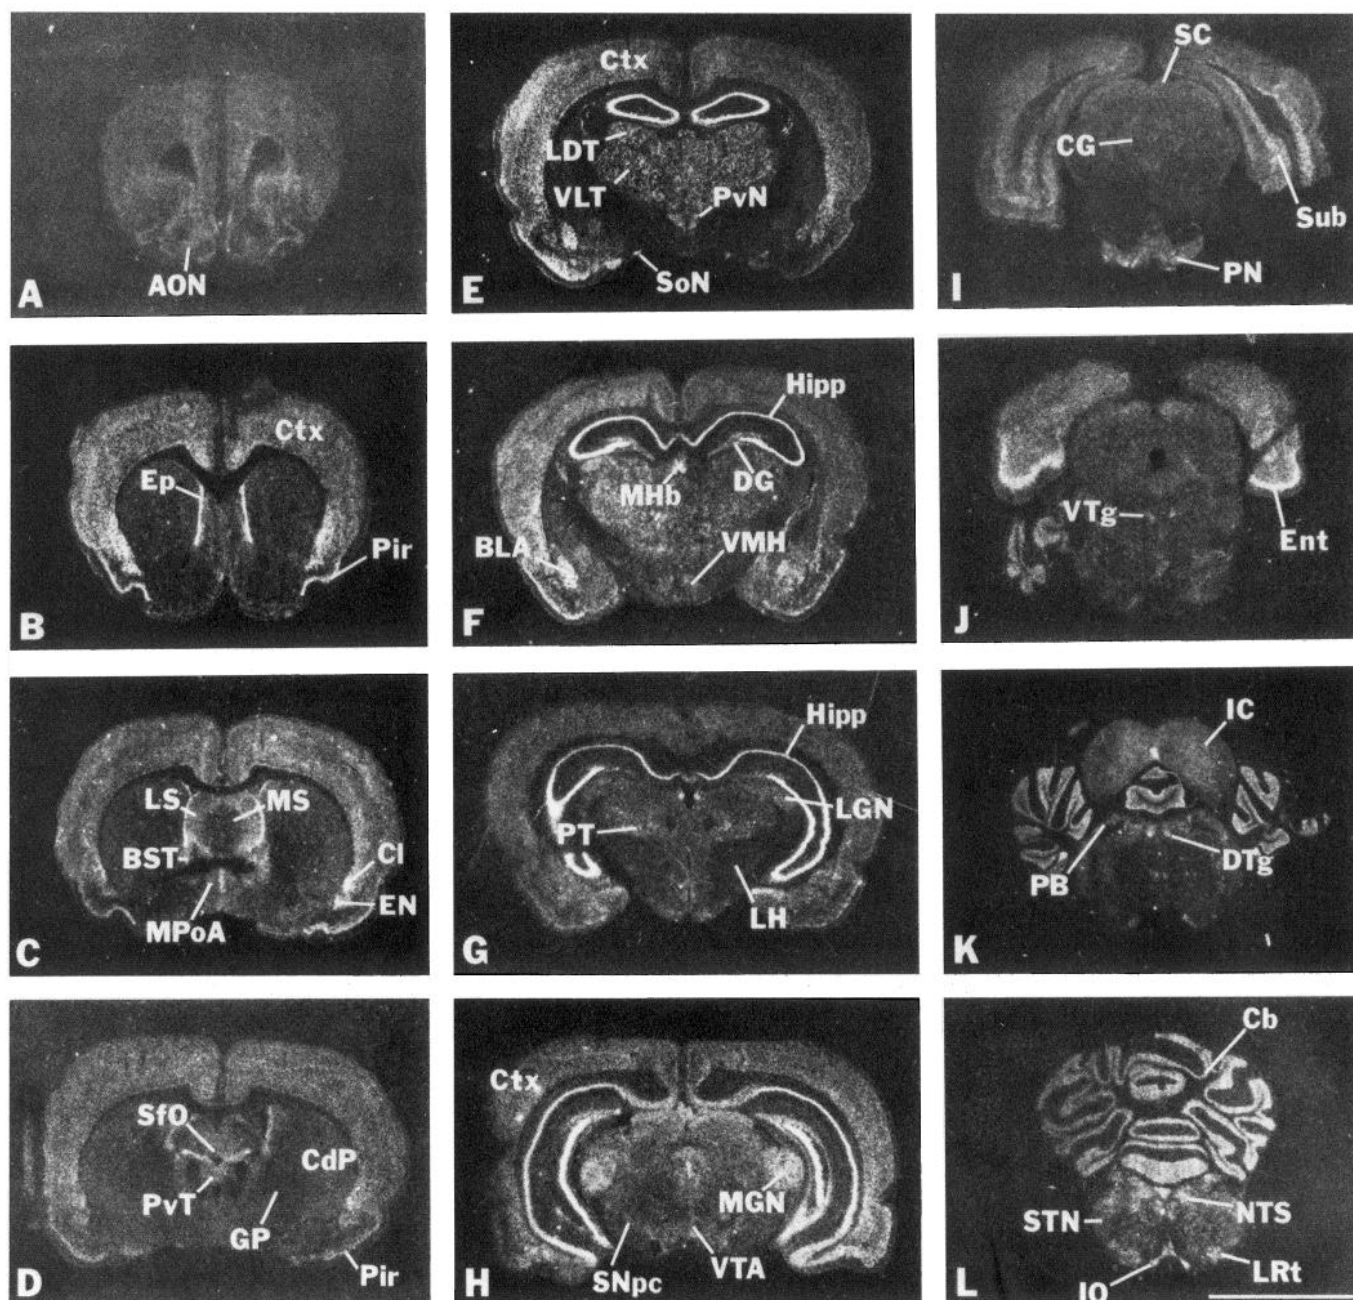 AON
A
Ctx
Ep
Pir
B
LS
MS
BST
Cl
EN
MPoA
C
SfO
CdP
PvT
GP
Pir
D
Ctx
LDT
VLT
PvN
SoN
E
Hipp
MHb
DG
BLA
VMH
F
Hipp
LGN
PT
LH
G
Ctx
MGN
SNpc
VTA
H
SC
CG
Sub
PN
I
VTg
Ent
J
IC
PB
DTg
K
Cb
STN
NTS
IO
LRt
L